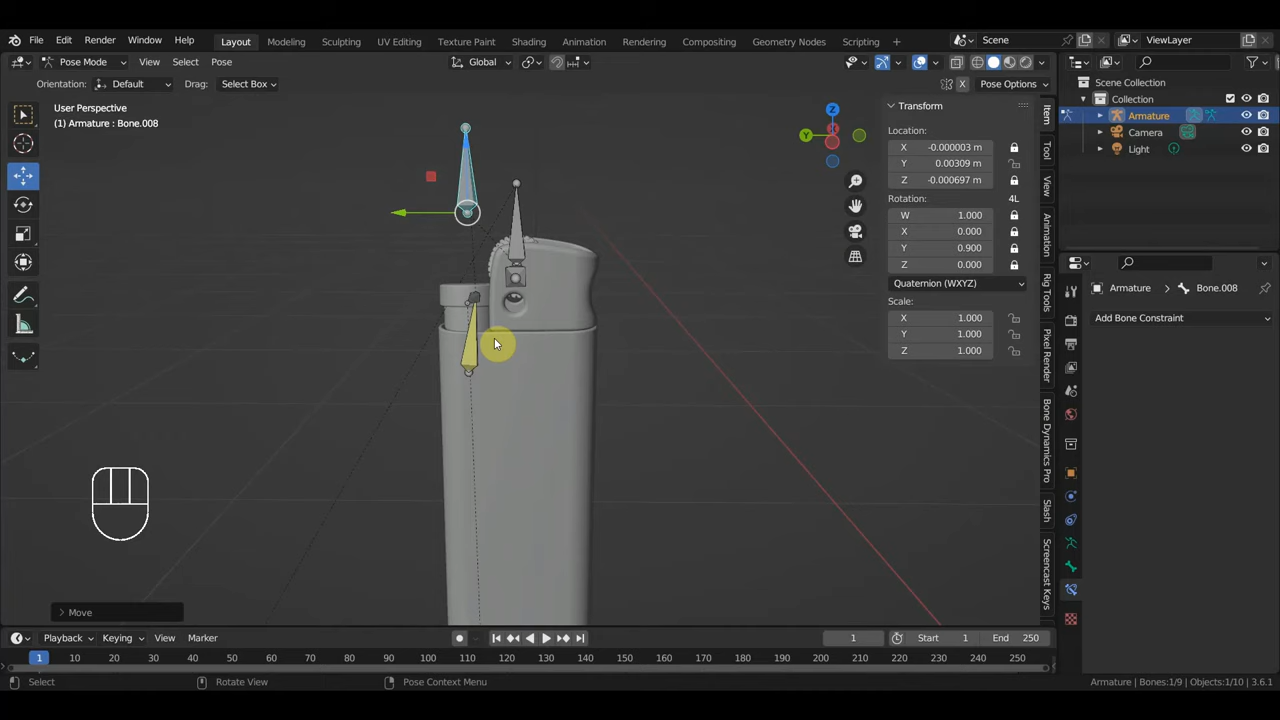 File Edit Render Window Help Layout Modeling Sculpting UV Editing Texture Paint Shading Animation Rendering Compositing Geometry Nodes Scripting + Scene ViewLayer
Pose Mode View Select Pose Global
Orientation: Default Drag: Select Box X Pose Options
User Perspective
(1) Armature : Bone.008
Z
Y
Transform
Location:
X -0.000003 m
Y 0.00309 m
Z -0.000697 m
Rotation: 4L
W 1.000
X 0.000
Y 0.900
Z 0.000
Quaternion (WXYZ)
Scale:
X 1.000
Y 1.000
Z 1.000
Item
Tool
View
Animation
Rig Tools
Pixel Render
Bone Dynamics Pro
Slash
Screencast Keys
Scene Collection
Collection
Armature
Camera
Light
Armature Bone.008
Add Bone Constraint
Move
Playback Keying View Marker 1 Start 1 End 250
1 10 20 30 40 50 60 70 80 90 100 110 120 130 140 150 160 170 180 190 200 210 220 230 240 250
Select Rotate View Pose Context Menu Armature | Bones:1/9 | Objects:1/10 | 3.6.1